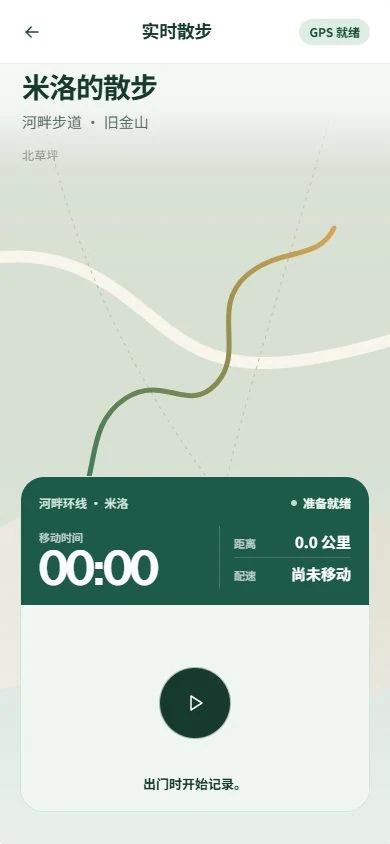 实时散步
GPS 就绪
米洛的散步
河畔步道 • 旧金山
北草坪
河畔环线 • 米洛
准备就绪
移动时间
00:00
距离
0.0 公里
配速
尚未移动
出门时开始记录。